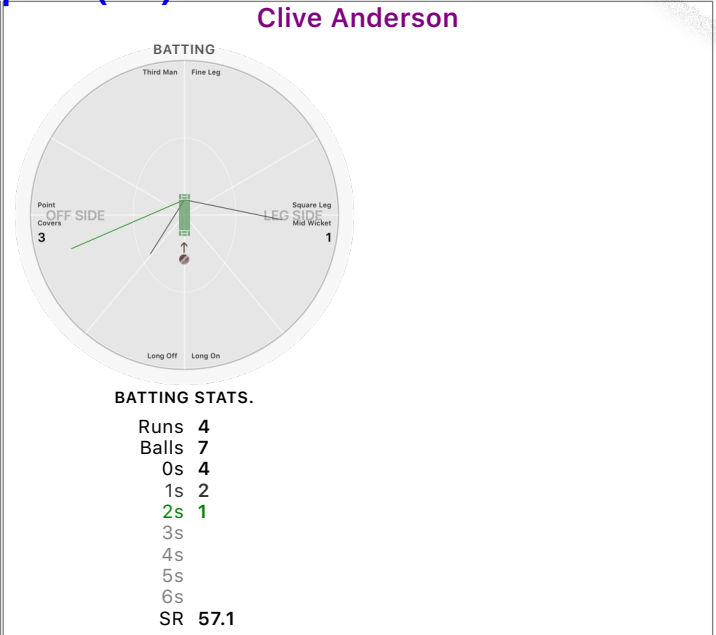 Clive Anderson
BATTING
Third Man Fine Leg
Point Square Leg
OFF SIDE LEG SIDE
Covers Mid Wicket
3 1
Long Off Long On
BATTING STATS.
Runs 4
Balls 7
0s 4
1s 2
2s 1
3s
4s
5s
6s
SR 57.1